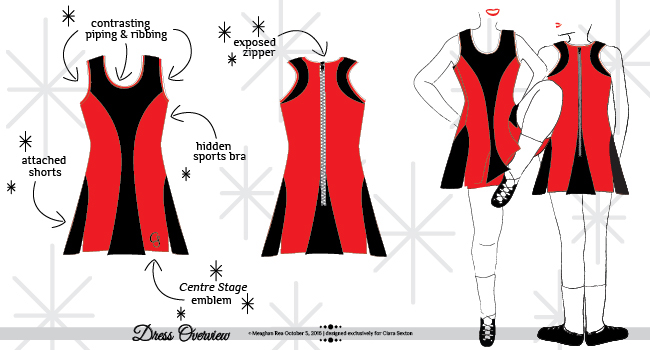 contrasting
piping & ribbing
exposed
zipper
hidden
sports bra
attached
shorts
Centre Stage
emblem
Dress Overview
©Meaghan Rea October 5, 2016 | designed exclusively for Clara Sexton